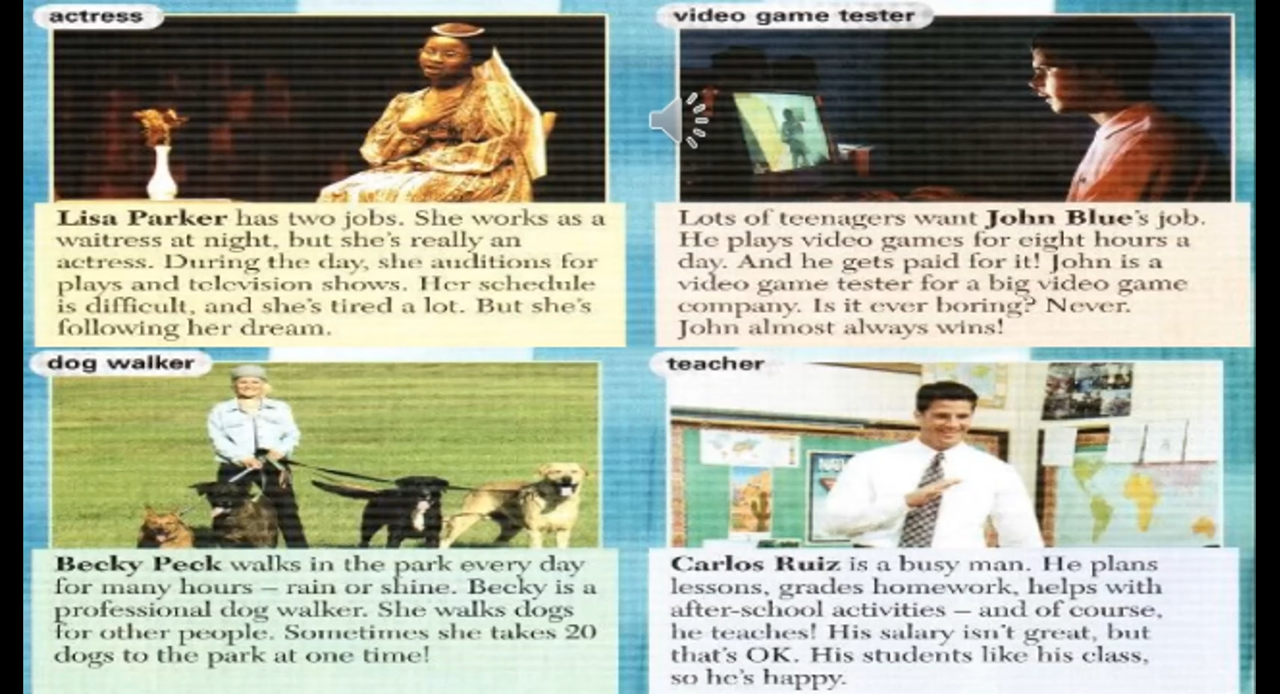 actress
Lisa Parker has two jobs. She works as a
waitress at night, but she's really an
actress. During the day, she auditions for
plays and television shows. Her schedule
is difficult, and she's tired a lot. But she's
following her dream.
video game tester
Lots of teenagers want John Blue's job.
He plays video games for eight hours a
day. And he gets paid for it! John is a
video game tester for a big video game
company. Is it ever boring? Never.
John almost always wins!
dog walker
Becky Peck walks in the park every day
for many hours – rain or shine. Becky is a
professional dog walker. She walks dogs
for other people. Sometimes she takes 20
dogs to the park at one time!
teacher
Carlos Ruiz is a busy man. He plans
lessons, grades homework, helps with
after-school activities – and of course,
he teaches! His salary isn't great, but
that's OK. His students like his class,
so he's happy.